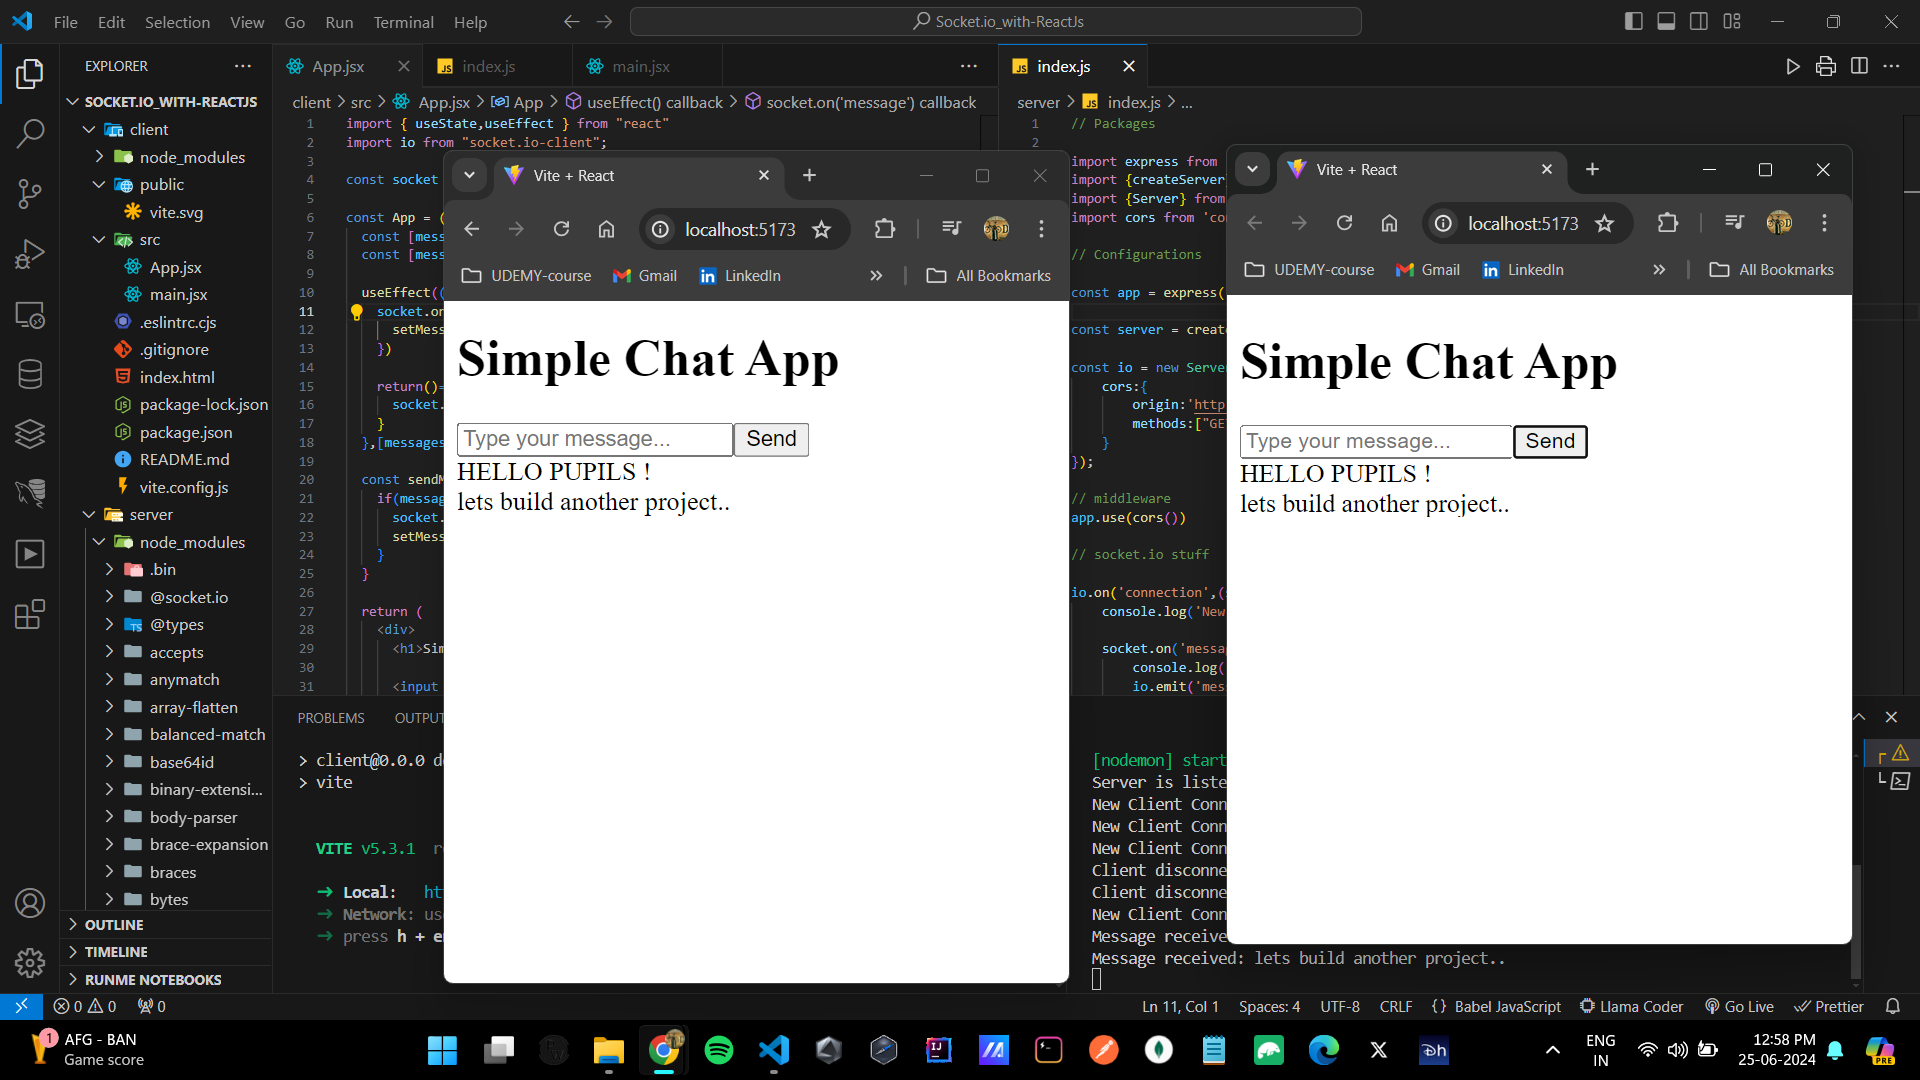 File Edit Selection View Go Run Terminal Help
Socket.io_with-ReactJs
EXPLORER
SOCKET.IO_WITH-REACTJS
client
node_modules
public
vite.svg
src
App.jsx
main.jsx
.eslintrc.cjs
.gitignore
index.html
package-lock.json
package.json
README.md
vite.config.js
server
node_modules
.bin
@socket.io
@types
accepts
anymatch
array-flatten
balanced-match
base64id
binary-extensi...
body-parser
brace-expansion
braces
bytes
OUTLINE
TIMELINE
RUNME NOTEBOOKS
App.jsx index.js main.jsx
client > src > App.jsx > App > useEffect() callback > socket.on('message') callback
1 import { useState,useEffect } from "react"
2 import io from "socket.io-client";
3
4 const socket
5
6 const App = (
7 const [mess
8 const [mess
9
10 useEffect((
11 socket.on
12 setMess
13 })
14
15 return()=
16 socket.
17 }
18 },[messages
19
20 const sendM
21 if(messag
22 socket.
23 setMess
24 }
25 }
26
27 return (
28 <div>
29 <h1>Sim
30
31 <input
index.js
server > index.js > ...
1 // Packages
2
import express from
import {createServer
import {Server} from
import cors from 'co
// Configurations
const app = express(
const server = creat
const io = new Serve
cors:{
origin:'http
methods:["GE
}
});
// middleware
app.use(cors())
// socket.io stuff
io.on('connection',(
console.log('New
socket.on('messa
console.log(
io.emit('mes
Vite + React
localhost:5173
UDEMY-course Gmail LinkedIn » All Bookmarks
Simple Chat App
Type your message... Send
HELLO PUPILS !
lets build another project..
Vite + React
localhost:5173
UDEMY-course Gmail LinkedIn » All Bookmarks
Simple Chat App
Type your message... Send
HELLO PUPILS !
lets build another project..
PROBLEMS OUTPUT
> client@0.0.0 de
> vite
VITE v5.3.1 re
➜ Local: ht
➜ Network: us
➜ press h + e
[nodemon] start
Server is liste
New Client Conn
New Client Conn
New Client Conn
Client disconne
Client disconne
New Client Conn
Message receive
Message received: lets build another project..
0 0 0
Ln 11, Col 1 Spaces: 4 UTF-8 CRLF {} Babel JavaScript Llama Coder Go Live Prettier
1
AFG - BAN
Game score
IJ
Dh
PRE
ENG
IN
12:58 PM
25-06-2024